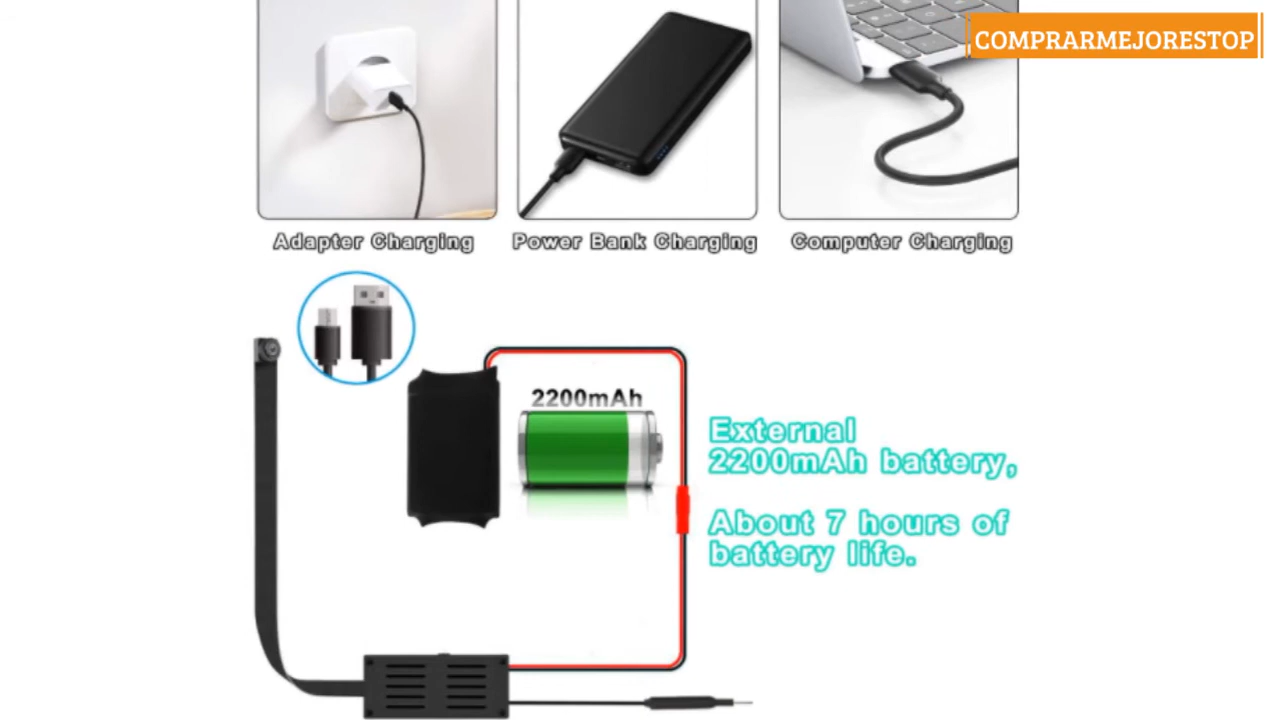 COMPRARMEJORESTOP
Adapter Charging
Power Bank Charging
Computer Charging
2200mAh
External
2200mAh battery,
About 7 hours of
battery life.